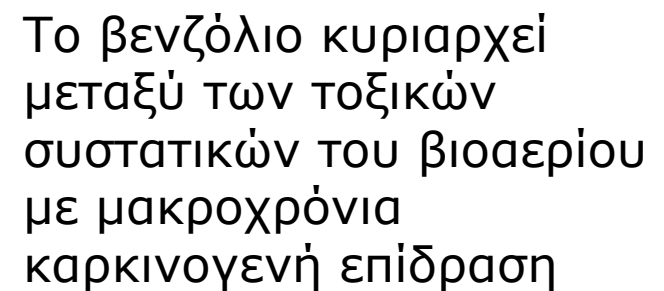 Το βενζόλιο κυριαρχεί
μεταξύ των τοξικών
συστατικών του βιοαερίου
με μακροχρόνια
καρκινογενή επίδραση